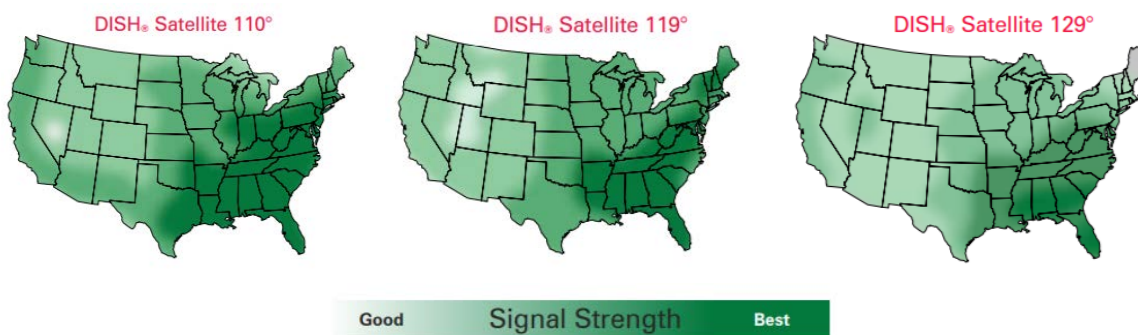 DISH® Satellite 110°
DISH® Satellite 119°
DISH® Satellite 129°
Good Signal Strength Best